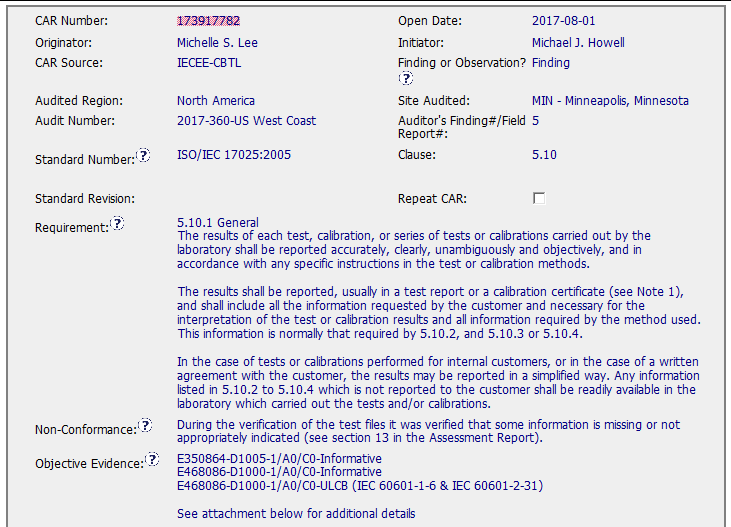 CAR Number: 173917782 Open Date: 2017-08-01
Originator: Michelle S. Lee Initiator: Michael J. Howell
CAR Source: IECEE-CBTL Finding or Observation? Finding
?
Audited Region: North America Site Audited: MIN - Minneapolis, Minnesota
Audit Number: 2017-360-US West Coast Auditor's Finding#/Field 5
Report#:
Standard Number: ? ISO/IEC 17025:2005 Clause: 5.10
Standard Revision: Repeat CAR:
Requirement: ? 5.10.1 General
The results of each test, calibration, or series of tests or calibrations carried out by the
laboratory shall be reported accurately, clearly, unambiguously and objectively, and in
accordance with any specific instructions in the test or calibration methods.
The results shall be reported, usually in a test report or a calibration certificate (see Note 1),
and shall include all the information requested by the customer and necessary for the
interpretation of the test or calibration results and all information required by the method used.
This information is normally that required by 5.10.2, and 5.10.3 or 5.10.4.
In the case of tests or calibrations performed for internal customers, or in the case of a written
agreement with the customer, the results may be reported in a simplified way. Any information
listed in 5.10.2 to 5.10.4 which is not reported to the customer shall be readily available in the
laboratory which carried out the tests and/or calibrations.
Non-Conformance: ? During the verification of the test files it was verified that some information is missing or not
appropriately indicated (see section 13 in the Assessment Report).
Objective Evidence: ? E350864-D1005-1/A0/C0-Informative
E468086-D1000-1/A0/C0-Informative
E468086-D1000-1/A0/C0-ULCB (IEC 60601-1-6 & IEC 60601-2-31)
See attachment below for additional details